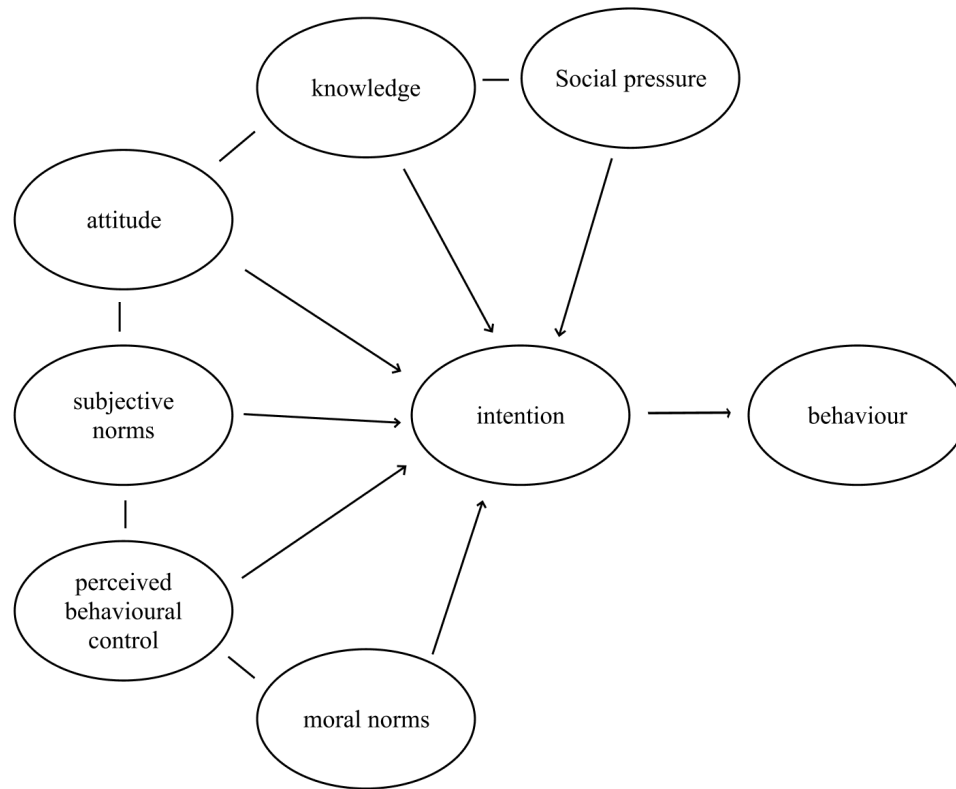 knowledge
Social pressure
attitude
subjective
norms
intention
behaviour
perceived
behavioural
control
moral norms